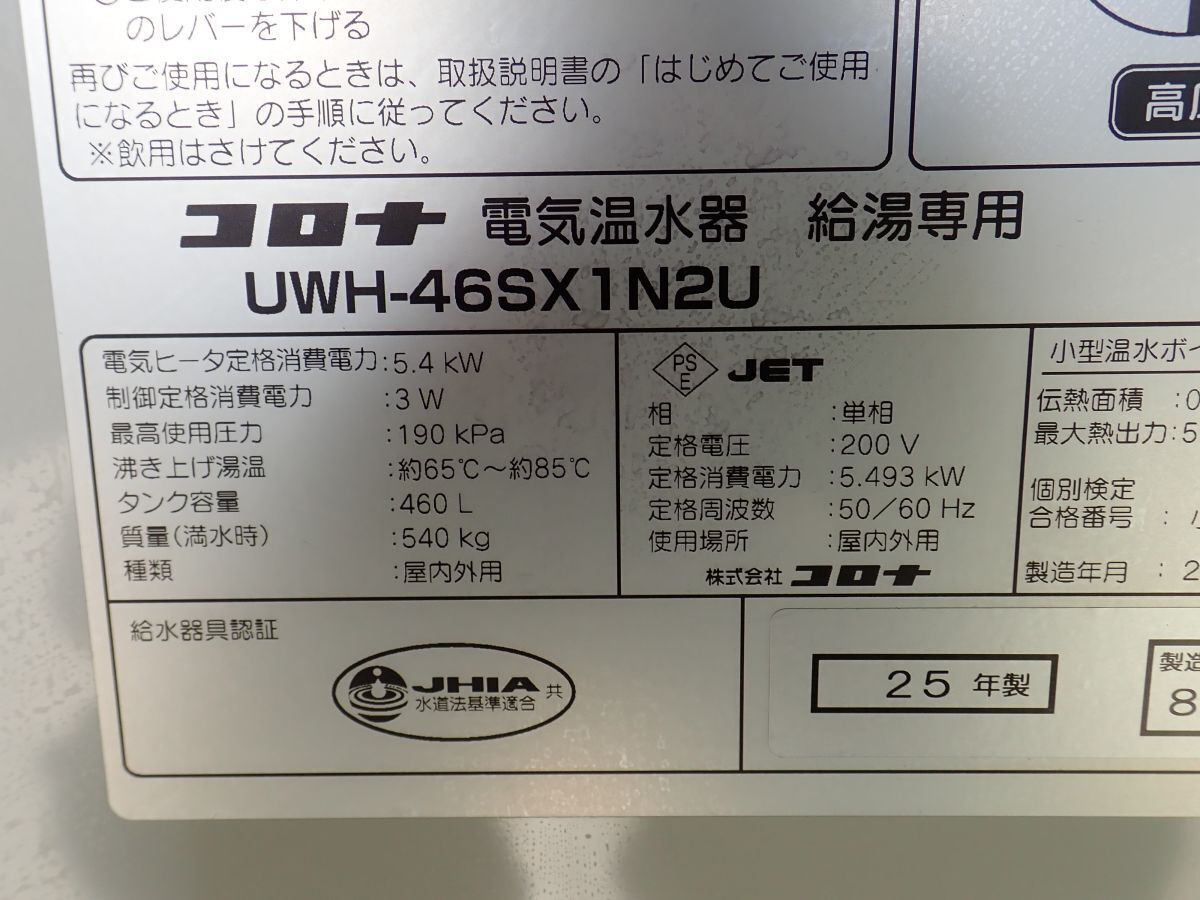 のレバーを下げる
再びご使用になるときは、取扱説明書の「はじめてご使用
になるとき」の手順に従ってください。
※飲用はさけてください。
高
コロナ 電気温水器 給湯専用
UWH-46SX1N2U
電気ヒータ定格消費電力:5.4 kW
制御定格消費電力 :3 W
最高使用圧力 :190 kPa
沸き上げ湯温 :約65℃～約85℃
タンク容量 :460 L
質量(満水時) :540 kg
種類 :屋内外用
PS
E
JET
相 :単相
定格電圧 :200 V
定格消費電力 :5.493 kW
定格周波数 :50/60 Hz
使用場所 :屋内外用
株式会社 コロナ
小型温水ボイ
伝熱面積 :0
最大熱出力:5
個別検定
合格番号 :
製造年月 : 2
給水器具認証
JHIA 共
水道法基準適合
25 年製
製造
8